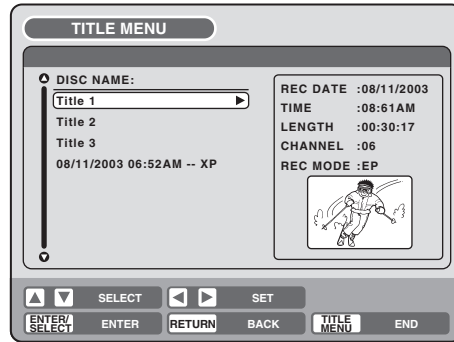 TITLE MENU
DISC NAME:
Title 1
Title 2
Title 3
08/11/2003 06:52AM -- XP
REC DATE :08/11/2003
TIME :08:61AM
LENGTH :00:30:17
CHANNEL :06
REC MODE :EP
SELECT SET
ENTER/SELECT ENTER RETURN BACK TITLE MENU END